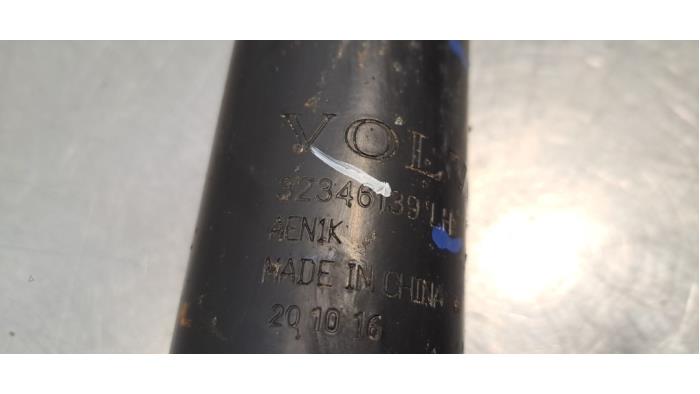 VOLV
32346139 LH
AEN1K
MADE IN CHINA
20 10 16